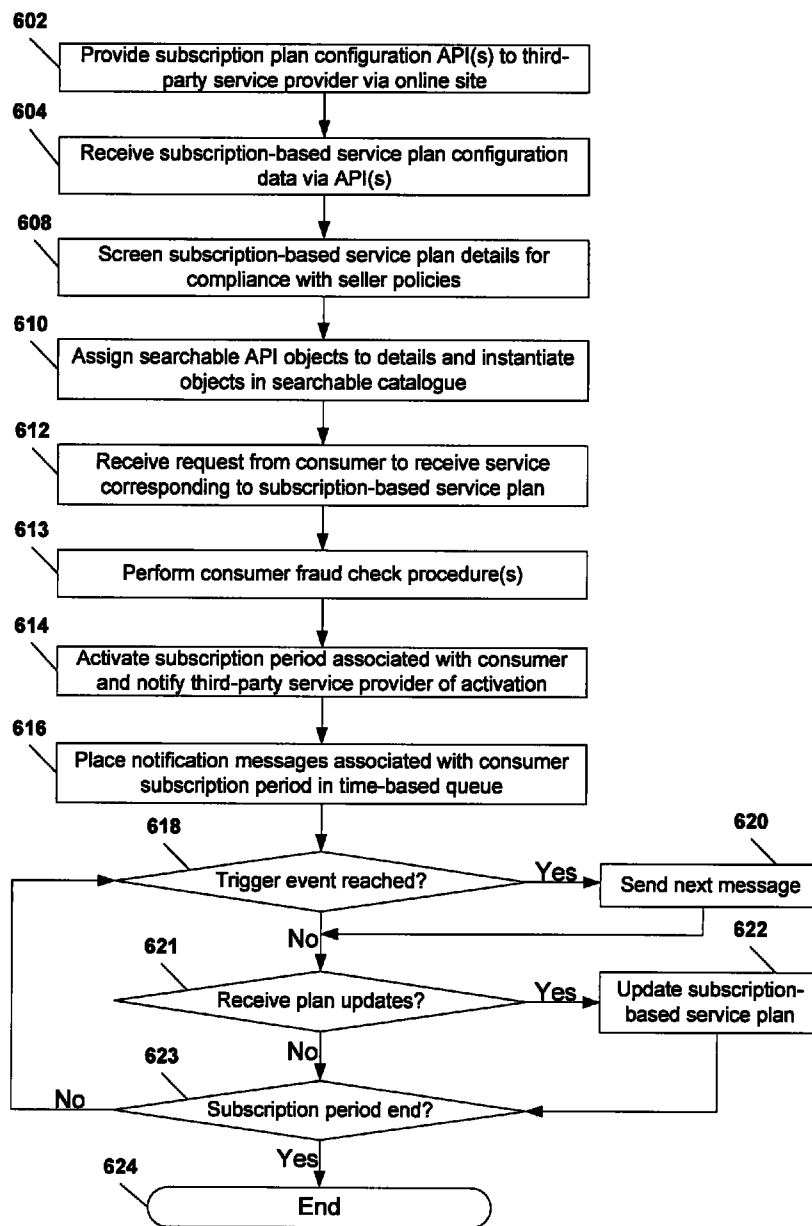 602
Provide subscription plan configuration API(s) to third-
party service provider via online site
604
Receive subscription-based service plan configuration
data via API(s)
608
Screen subscription-based service plan details for
compliance with seller policies
610
Assign searchable API objects to details and instantiate
objects in searchable catalogue
612
Receive request from consumer to receive service
corresponding to subscription-based service plan
613
Perform consumer fraud check procedure(s)
614
Activate subscription period associated with consumer
and notify third-party service provider of activation
616
Place notification messages associated with consumer
subscription period in time-based queue
618
Trigger event reached?
Yes
620
Send next message
No
621
Receive plan updates?
Yes
622
Update subscription-
based service plan
No
623
Subscription period end?
No
Yes
624
End